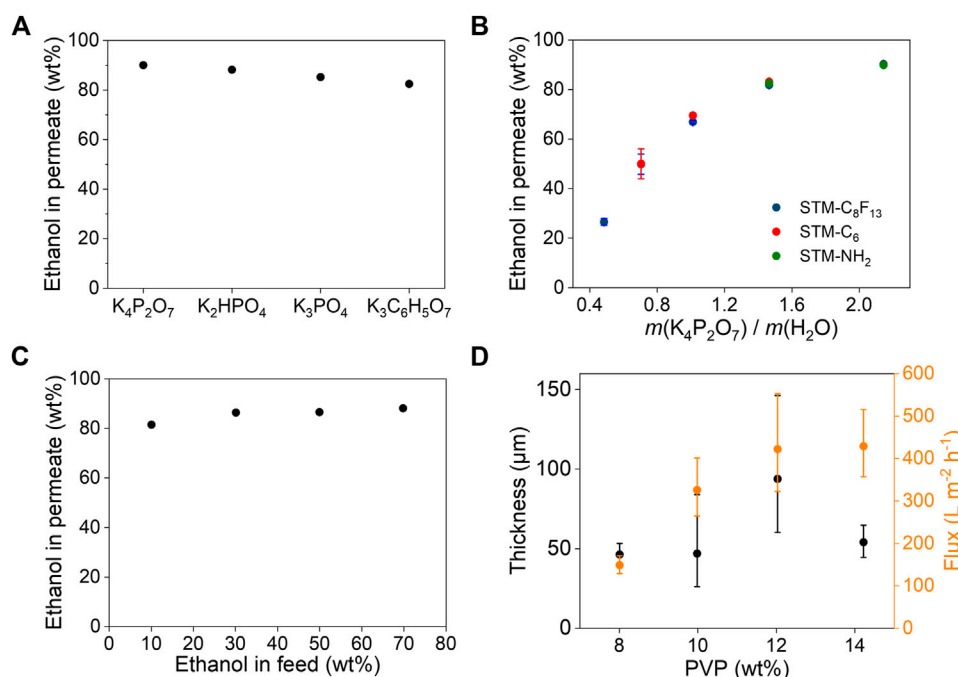 A
Ethanol in permeate (wt%)
100
80
60
40
20
0
K₄P₂O₇ K₂HPO₄ K₃PO₄ K₃C₆H₅O₇
B
Ethanol in permeate (wt%)
100
80
60
40
20
0
STM-C₈F₁₃
STM-C₆
STM-NH₂
0.4 0.8 1.2 1.6 2.0
m(K₄P₂O₇) / m(H₂O)
C
Ethanol in permeate (wt%)
100
80
60
40
20
0
0 10 20 30 40 50 60 70 80
Ethanol in feed (wt%)
D
Thickness (µm)
150
100
50
0
8 10 12 14
PVP (wt%)
600
500
400
300
200
100
0
Flux (L m⁻² h⁻¹)